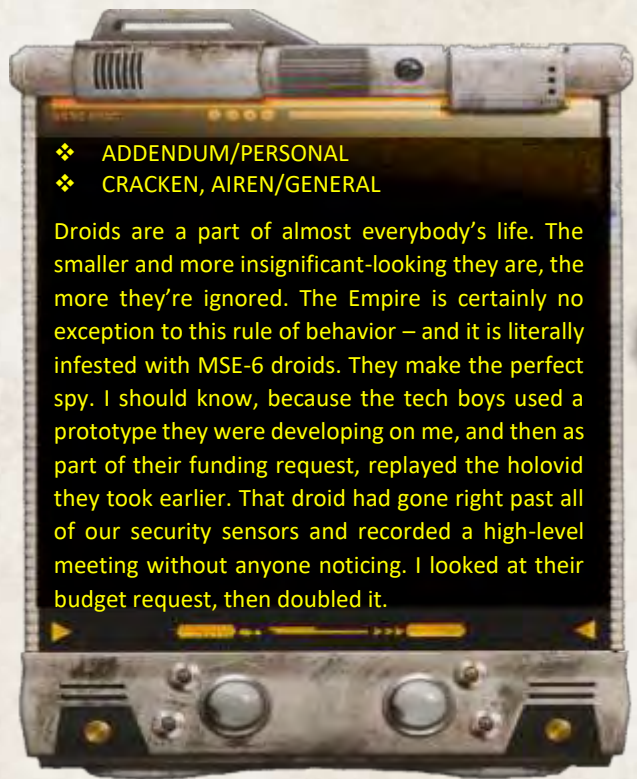 ❖ ADDENDUM/PERSONAL
❖ CRACKEN, AIREN/GENERAL
Droids are a part of almost everybody’s life. The
smaller and more insignificant-looking they are, the
more they’re ignored. The Empire is certainly no
exception to this rule of behavior – and it is literally
infested with MSE-6 droids. They make the perfect
spy. I should know, because the tech boys used a
prototype they were developing on me, and then as
part of their funding request, replayed the holovid
they took earlier. That droid had gone right past all
of our security sensors and recorded a high-level
meeting without anyone noticing. I looked at their
budget request, then doubled it.